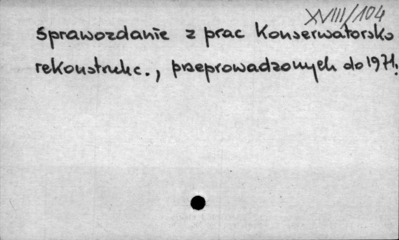 XVIII/104
Sprawozdanie z prac Konserwatorsko
rekonstrukc., przeprowadzonych do 1971.